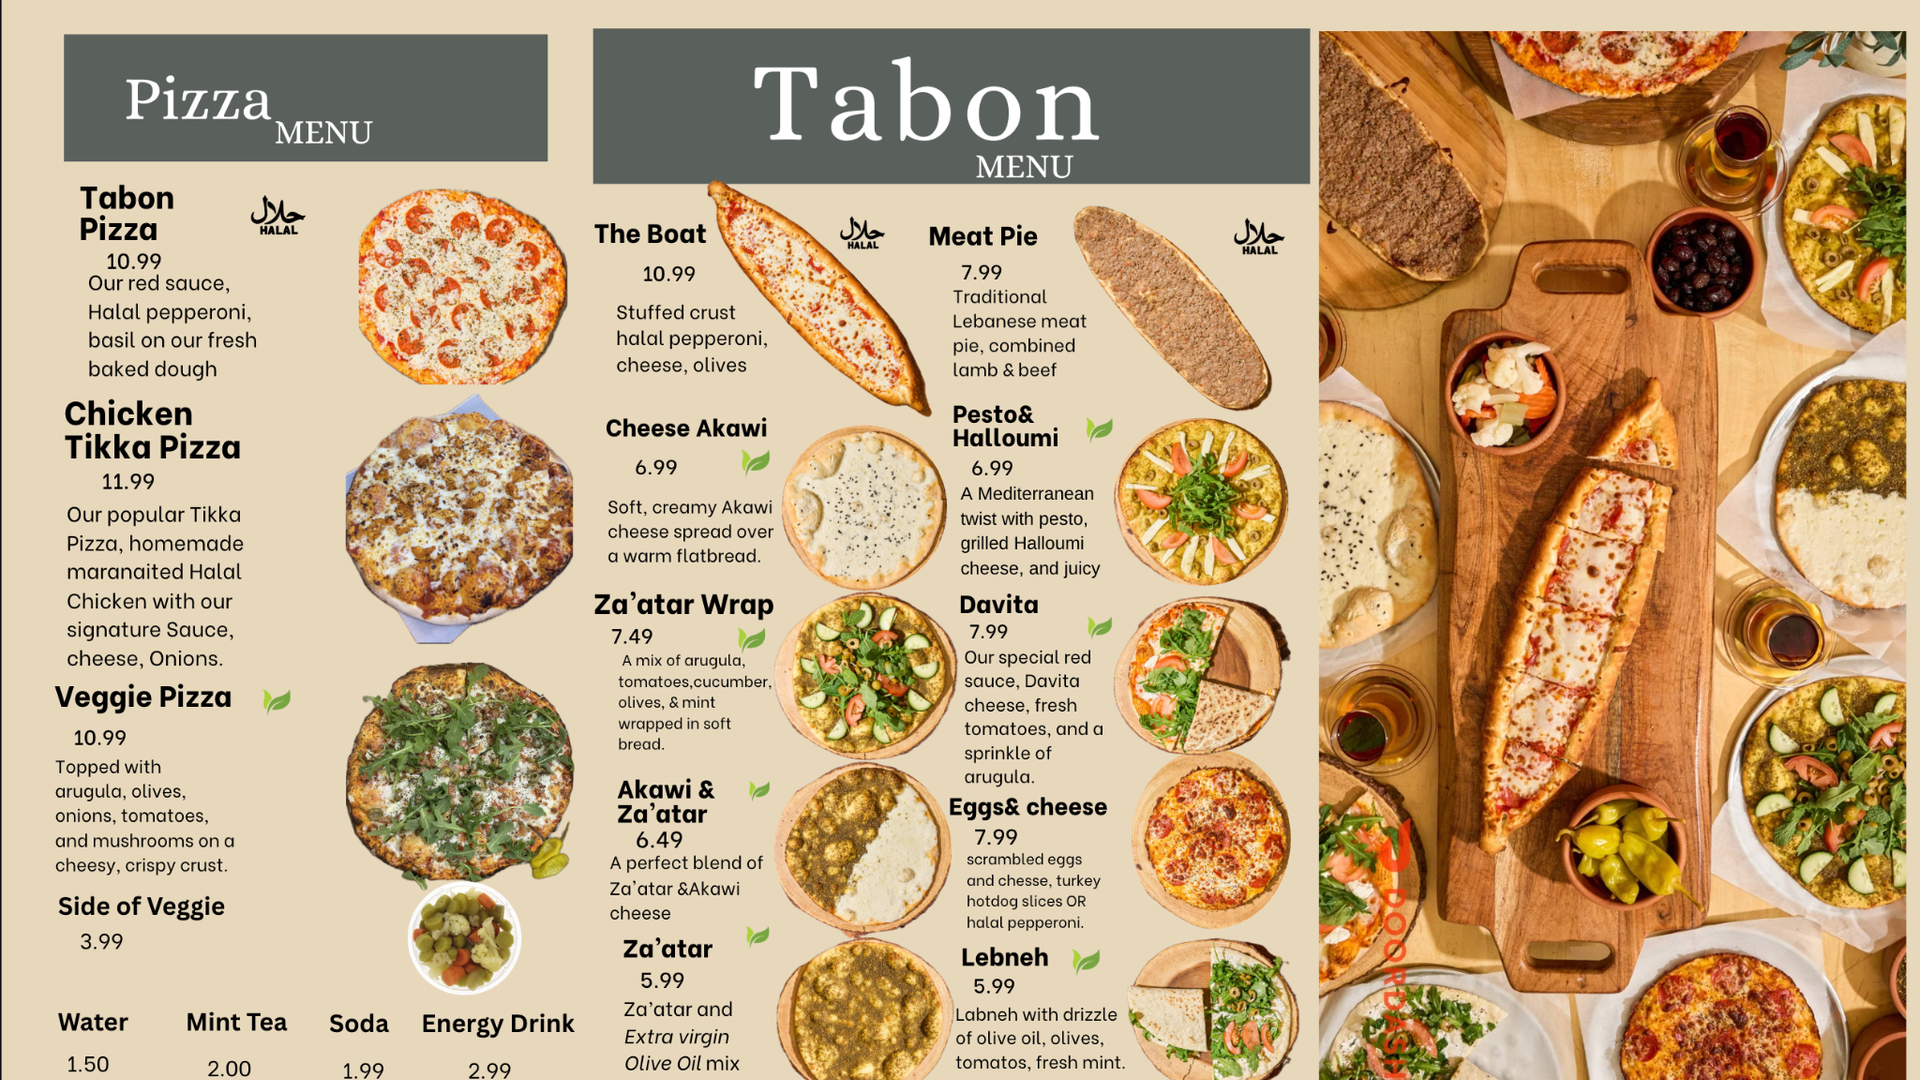 Pizza
MENU
Tabon
Pizza
حلال
HALAL
10.99
Our red sauce,
Halal pepperoni,
basil on our fresh
baked dough
Chicken
Tikka Pizza
11.99
Our popular Tikka
Pizza, homemade
maranaited Halal
Chicken with our
signature Sauce,
cheese, Onions.
Veggie Pizza
10.99
Topped with
arugula, olives,
onions, tomatoes,
and mushrooms on a
cheesy, crispy crust.
Side of Veggie
3.99
Water
1.50
Mint Tea
2.00
Soda
1.99
Energy Drink
2.99
Tabon
MENU
The Boat
حلال
HALAL
10.99
Stuffed crust
halal pepperoni,
cheese, olives
Cheese Akawi
6.99
Soft, creamy Akawi
cheese spread over
a warm flatbread.
Za'atar Wrap
7.49
A mix of arugula,
tomatoes,cucumber,
olives, & mint
wrapped in soft
bread.
Akawi &
Za'atar
6.49
A perfect blend of
Za'atar &Akawi
cheese
Za'atar
5.99
Za'atar and
Extra virgin
Olive Oil mix
Meat Pie
حلال
HALAL
7.99
Traditional
Lebanese meat
pie, combined
lamb & beef
Pesto&
Halloumi
6.99
A Mediterranean
twist with pesto,
grilled Halloumi
cheese, and juicy
Davita
7.99
Our special red
sauce, Davita
cheese, fresh
tomatoes, and a
sprinkle of
arugula.
Eggs& cheese
7.99
scrambled eggs
and chesse, turkey
hotdog slices OR
halal pepperoni.
Lebneh
5.99
Labneh with drizzle
of olive oil, olives,
tomatos, fresh mint.
DOORDASH